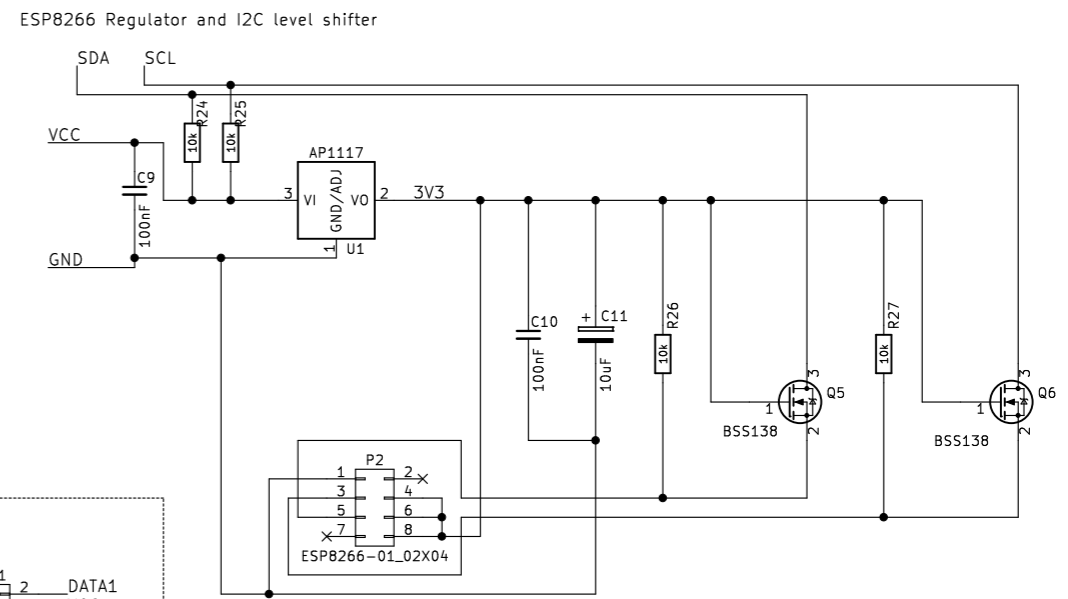 ESP8266 Regulator and I2C level shifter
SDA
SCL
R24
10k
R25
10k
VCC
C9
100nF
GND
AP1117
3 VI
GND/ADJ
VO 2
1
U1
3V3
C10
100nF
+ C11
10uF
R26
10k
3
Q5
1
2
BSS138
R27
10k
3
Q6
1
2
BSS138
P2
1 2
3 4
5 6
7 8
ESP8266-01_02X04
1
2 DATA1